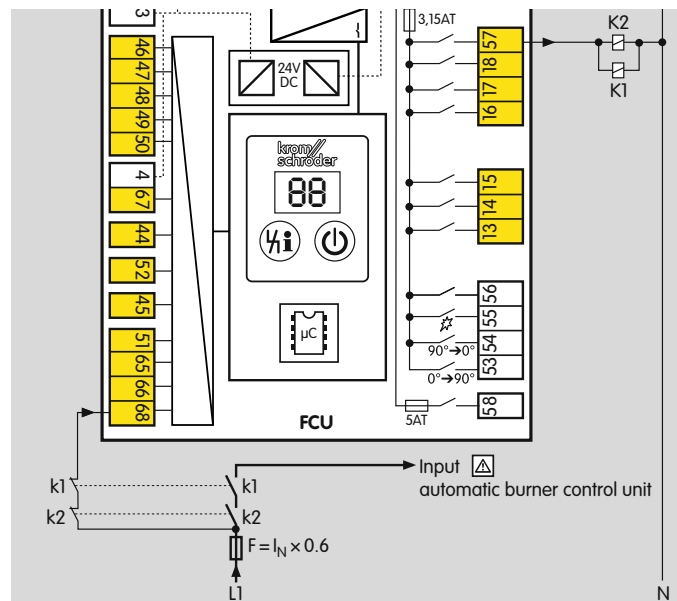 3
46
47
48
49
50
4
67
44
52
45
51
65
66
68
24V
DC
krom//
schröder
88
i
µC
FCU
3,15AT
57
18
17
16
15
14
13
56
55
54
53
58
90°➔0°
0°➔90°
5AT
K2
K1
k1
k1
k2
k2
Input ⚠
automatic burner control unit
F = I_N × 0.6
L1
N